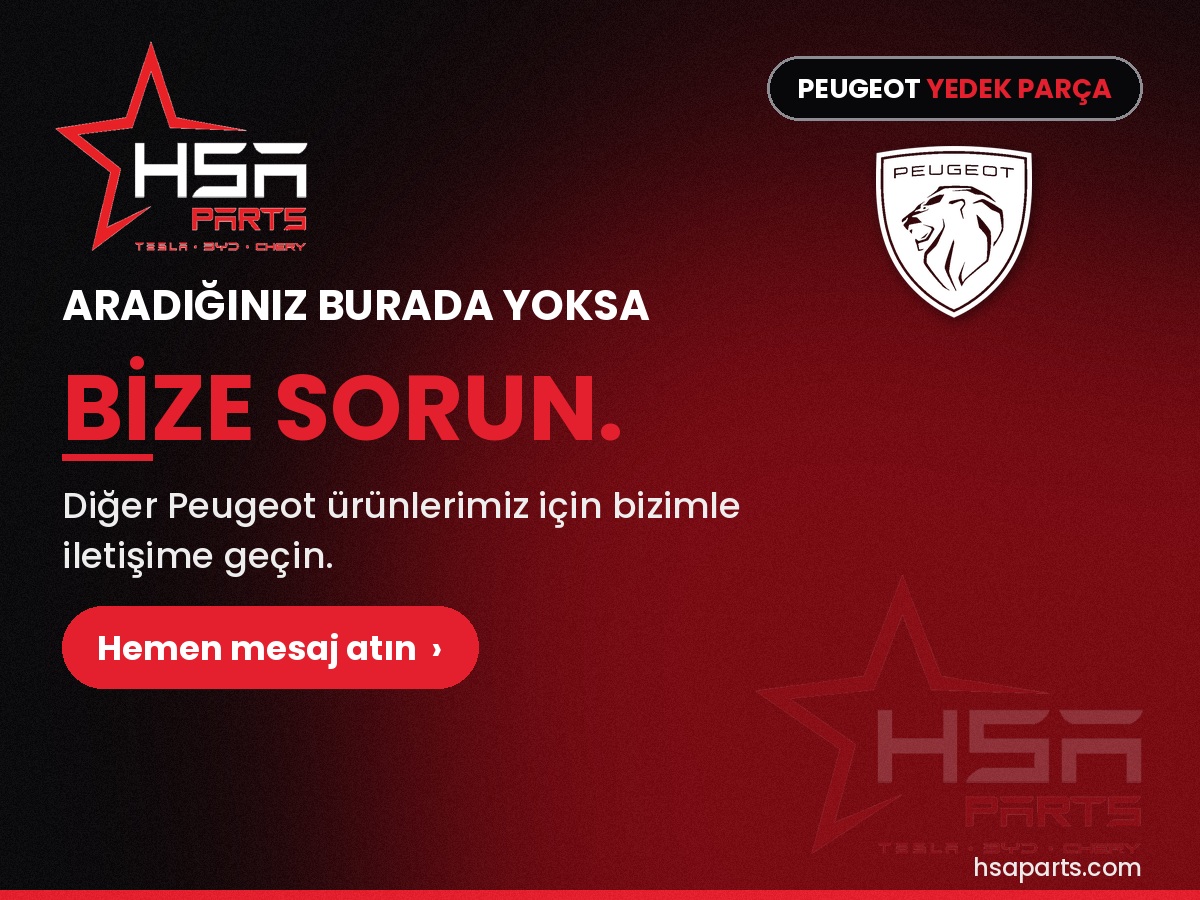 HSA
PARTS
TESLA · BYD · CHERY
PEUGEOT YEDEK PARÇA
PEUGEOT
ARADIĞINIZ BURADA YOKSA
BİZE SORUN.
Diğer Peugeot ürünlerimiz için bizimle
iletişime geçin.
Hemen mesaj atın ›
HSA
PARTS
TESLA · BYD · CHERY
hsaparts.com